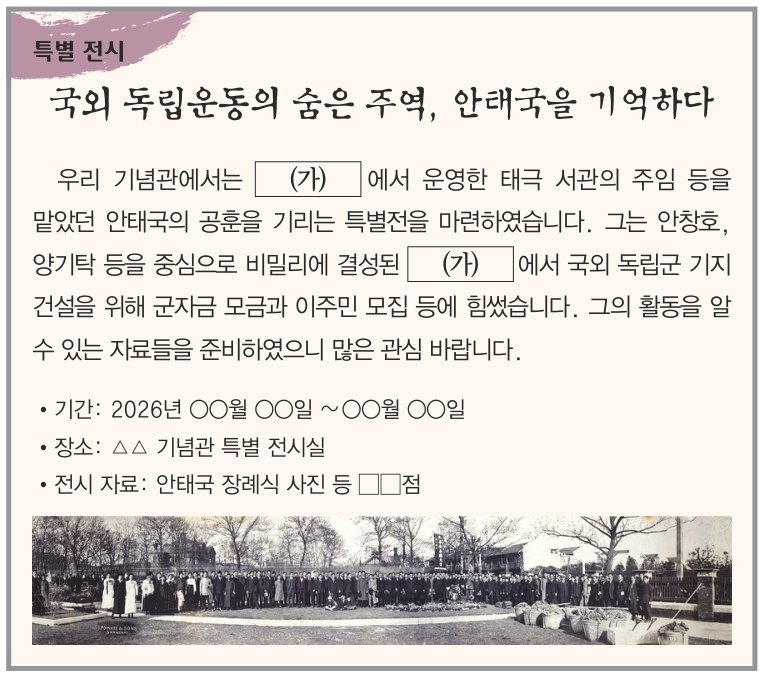 특별 전시
국외 독립운동의 숨은 주역, 안태국을 기억하다
우리 기념관에서는 (가) 에서 운영한 태극 서관의 주임 등을
맡았던 안태국의 공훈을 기리는 특별전을 마련하였습니다. 그는 안창호,
양기탁 등을 중심으로 비밀리에 결성된 (가) 에서 국외 독립군 기지
건설을 위해 군자금 모금과 이주민 모집 등에 힘썼습니다. 그의 활동을 알
수 있는 자료들을 준비하였으니 많은 관심 바랍니다.
• 기간: 2026년 ○○월 ○○일 ~○○월 ○○일
• 장소: △△ 기념관 특별 전시실
• 전시 자료: 안태국 장례식 사진 등 □□점